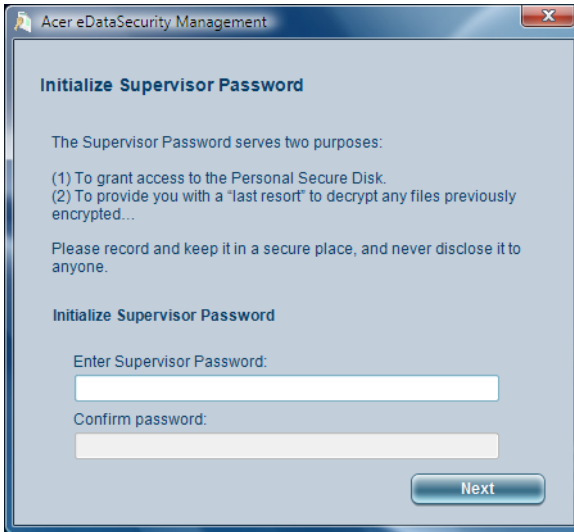 Acer eDataSecurity Management
Initialize Supervisor Password
The Supervisor Password serves two purposes:
(1) To grant access to the Personal Secure Disk.
(2) To provide you with a “last resort” to decrypt any files previously
encrypted...
Please record and keep it in a secure place, and never disclose it to
anyone.
Initialize Supervisor Password
Enter Supervisor Password:
Confirm password:
Next